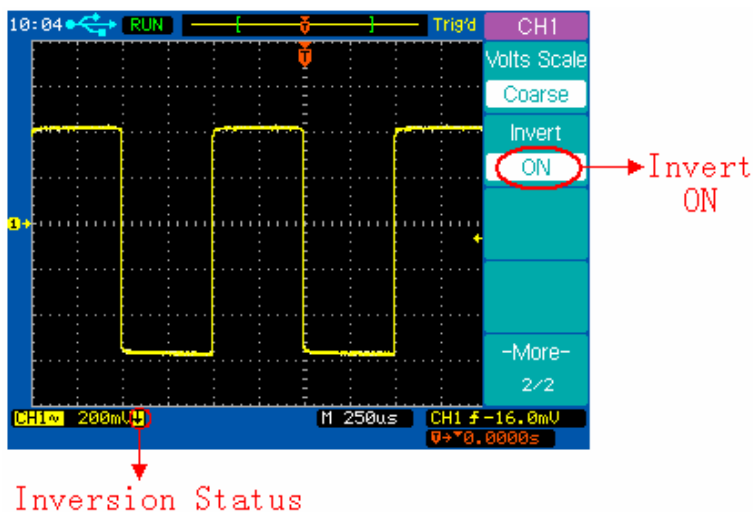 10:04 RUN Trig'd CH1
T
Volts Scale
Coarse
Invert
ON
Invert
ON
1
-More-
2/2
CH1 200mV M 250us CH1 -16.0mV
0.0000s
Inversion Status